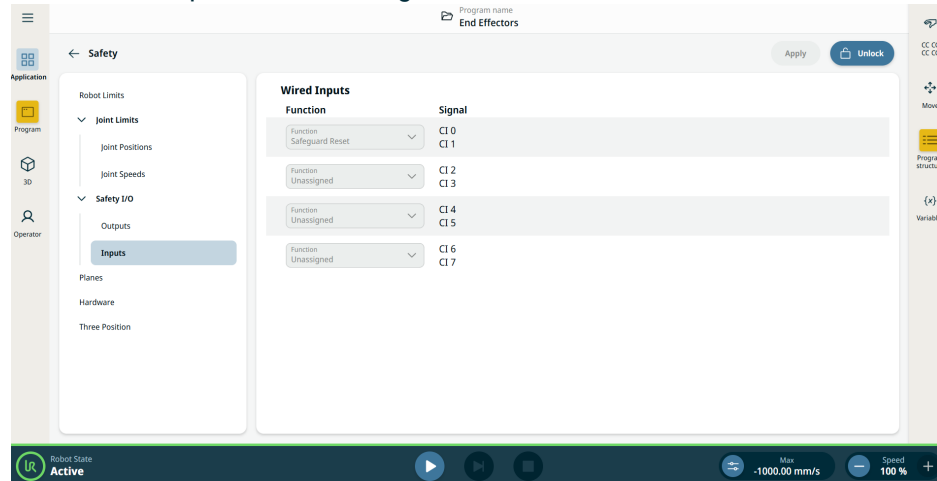 Program name
End Effectors
Safety
Apply
Unlock
Application
Program
3D
Operator
Robot Limits
Joint Limits
Joint Positions
Joint Speeds
Safety I/O
Outputs
Inputs
Planes
Hardware
Three Position
Wired Inputs
Function Signal
Function
Safeguard Reset
CI 0
CI 1
Function
Unassigned
CI 2
CI 3
Function
Unassigned
CI 4
CI 5
Function
Unassigned
CI 6
CI 7
Move
{x}
UR
Robot State
Active
Max
-1000.00 mm/s
Speed
100 %